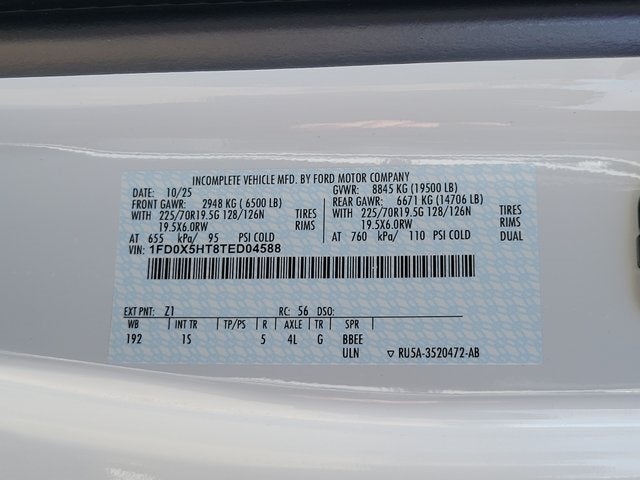 INCOMPLETE VEHICLE MFD. BY FORD MOTOR COMPANY
DATE: 10/25 GVWR: 8845 KG (19500 LB)
FRONT GAWR: 2948 KG ( 6500 LB) REAR GAWR: 6671 KG (14706 LB)
WITH 225/70R19.5G 128/126N TIRES WITH 225/70R19.5G 128/126N TIRES
19.5X6.0RW RIMS 19.5X6.0RW RIMS
AT 655 kPa/ 95 PSI COLD AT 760 kPa/ 110 PSI COLD DUAL
VIN: 1FD0X5HT8TED04588
EXT PNT: Z1 RC: 56 DSO:
WB INT TR TP/PS R AXLE TR SPR
192 1S 5 4L G BBEE
ULN ▽ RU5A-3520472-AB